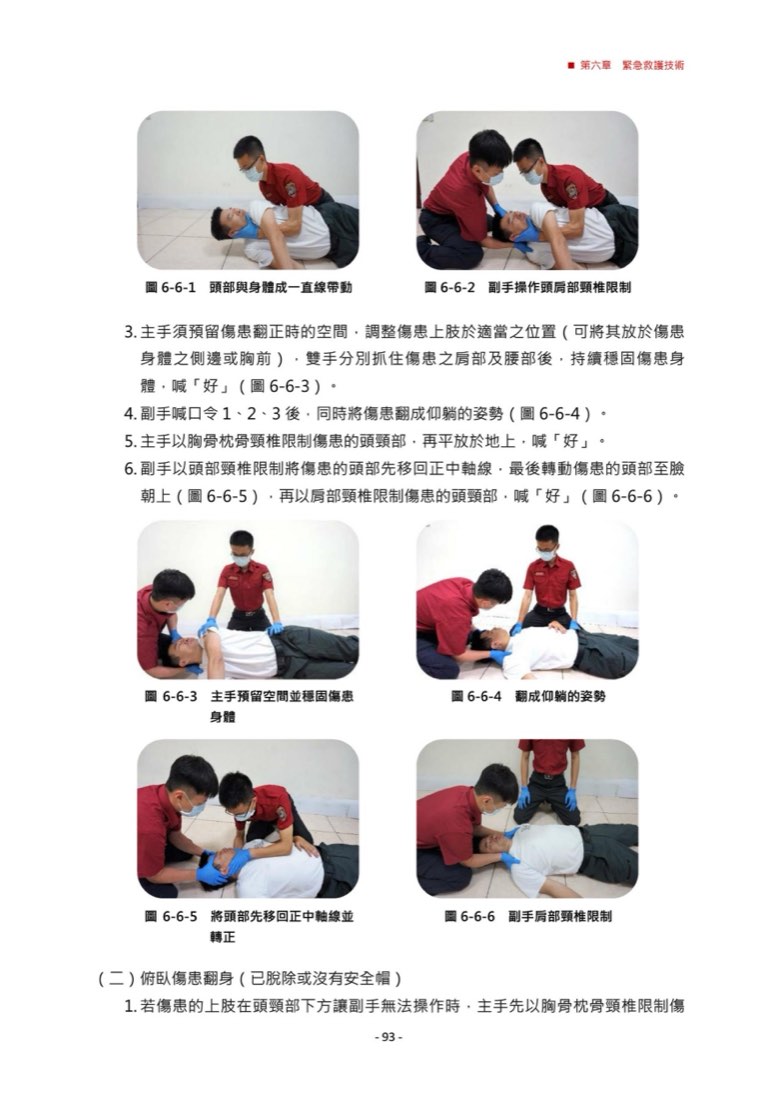 ■ 第六章　緊急救護技術
圖 6-6-1　頭部與身體成一直線帶動
圖 6-6-2　副手操作頭肩部頸椎限制
3. 主手須預留傷患翻正時的空間，調整傷患上肢於適當之位置（可將其放於傷患
身體之側邊或胸前），雙手分別抓住傷患之肩部及腰部後，持續穩固傷患身
體，喊「好」（圖 6-6-3）。
4. 副手喊口令 1、2、3 後，同時將傷患翻成仰躺的姿勢（圖 6-6-4）。
5. 主手以胸骨枕骨頸椎限制傷患的頭頸部，再平放於地上，喊「好」。
6. 副手以頭部頸椎限制將傷患的頭部先移回正中軸線，最後轉動傷患的頭部至臉
朝上（圖 6-6-5），再以肩部頸椎限制傷患的頭頸部，喊「好」（圖 6-6-6）。
圖 6-6-3　主手預留空間並穩固傷患
身體
圖 6-6-4　翻成仰躺的姿勢
圖 6-6-5　將頭部先移回正中軸線並
轉正
圖 6-6-6　副手肩部頸椎限制
（二）俯臥傷患翻身（已脫除或沒有安全帽）
1. 若傷患的上肢在頭頸部下方讓副手無法操作時，主手先以胸骨枕骨頸椎限制傷
- 93 -